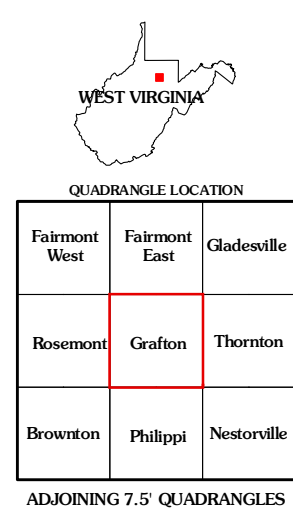 WEST VIRGINIA
QUADRANGLE LOCATION
Fairmont West
Fairmont East
Gladesville
Rosemont
Grafton
Thornton
Brownton
Philippi
Nestorville
ADJOINING 7.5' QUADRANGLES